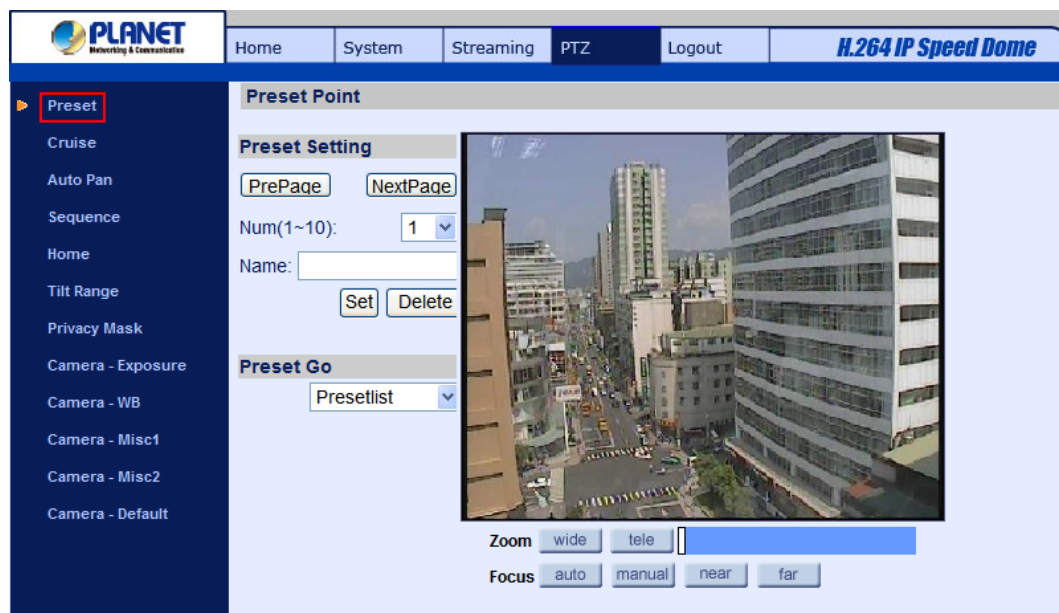 PLANET
Networking & Communication
Home System Streaming PTZ Logout H.264 IP Speed Dome
Preset
Cruise
Auto Pan
Sequence
Home
Tilt Range
Privacy Mask
Camera - Exposure
Camera - WB
Camera - Misc1
Camera - Misc2
Camera - Default
Preset Point
Preset Setting
PrePage NextPage
Num(1~10): 1
Name:
Set Delete
Preset Go
Presetlist
Zoom wide tele
Focus auto manual near far